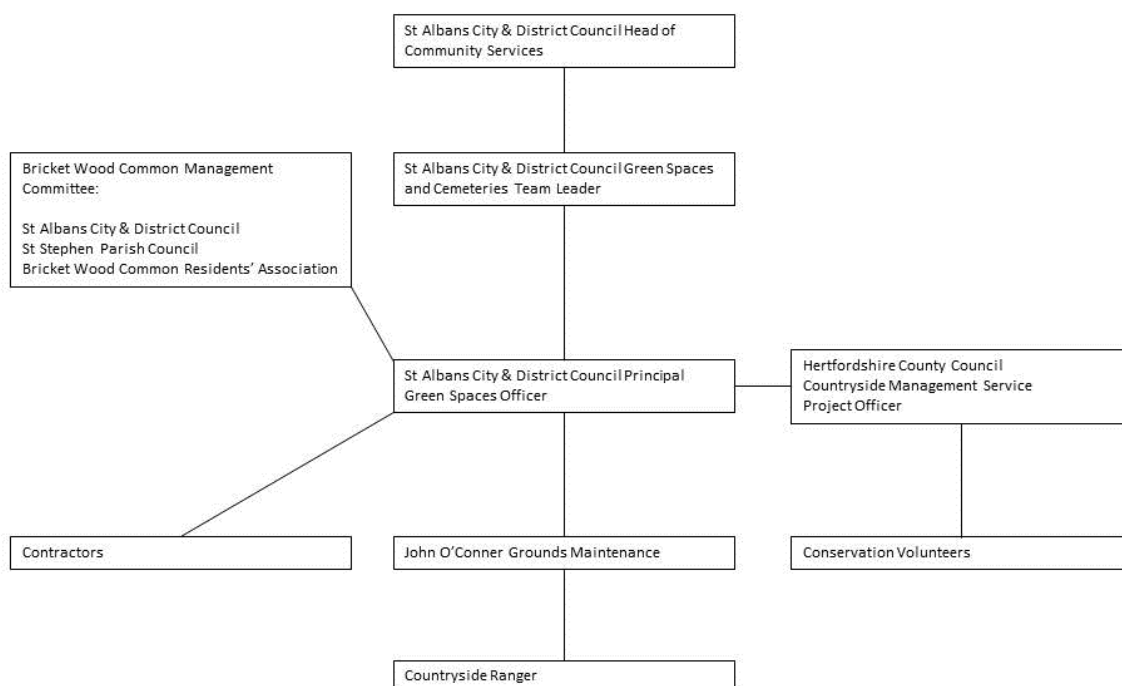 St Albans City & District Council Head of
Community Services
Bricket Wood Common Management
Committee:
St Albans City & District Council
St Stephen Parish Council
Bricket Wood Common Residents' Association
St Albans City & District Council Green Spaces
and Cemeteries Team Leader
St Albans City & District Council Principal
Green Spaces Officer
Hertfordshire County Council
Countryside Management Service
Project Officer
Contractors
John O'Conner Grounds Maintenance
Conservation Volunteers
Countryside Ranger